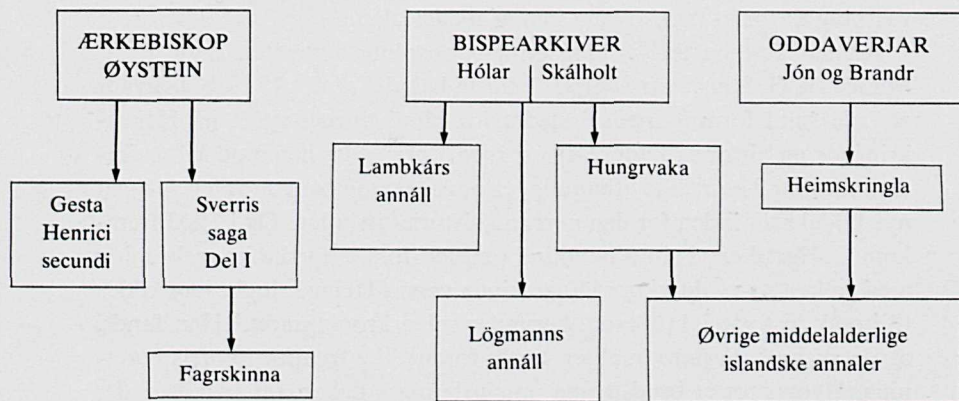 ÆRKEBISKOP
ØYSTEIN
BISPEARKIVER
Hólar Skálholt
ODDAVERJAR
Jón og Brandr
Gesta
Henrici
secundi
Sverris
saga
Del I
Lambkárs
annáll
Hungrvaka
Heimskringla
Fagrskinna
Lögmanns
annáll
Øvrige middelalderlige
islandske annaler